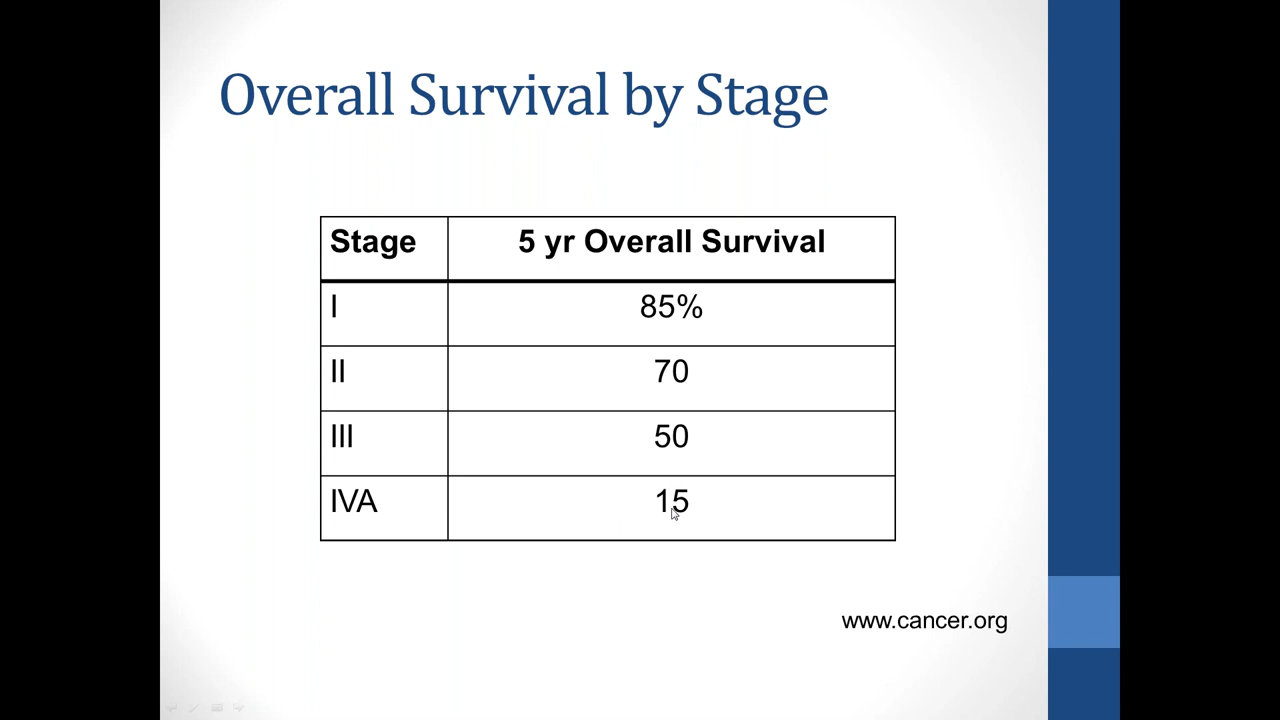 Overall Survival by Stage
Stage 5 yr Overall Survival
I 85%
II 70
III 50
IVA 15
www.cancer.org